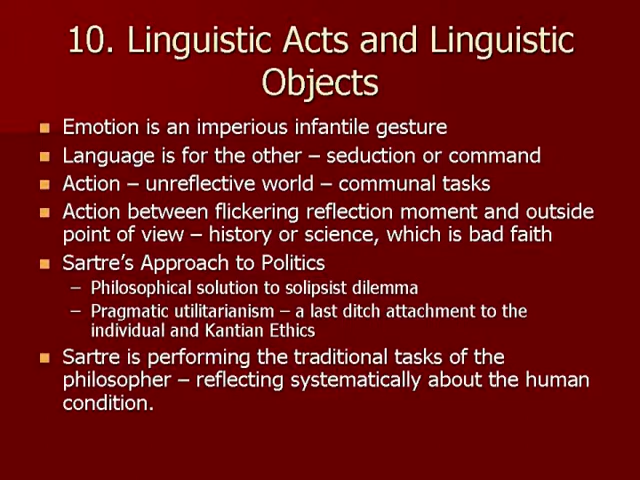 10. Linguistic Acts and Linguistic
Objects
Emotion is an imperious infantile gesture
Language is for the other – seduction or command
Action – unreflective world – communal tasks
Action between flickering reflection moment and outside
point of view – history or science, which is bad faith
Sartre's Approach to Politics
– Philosophical solution to solipsist dilemma
– Pragmatic utilitarianism – a last ditch attachment to the
individual and Kantian Ethics
Sartre is performing the traditional tasks of the
philosopher – reflecting systematically about the human
condition.